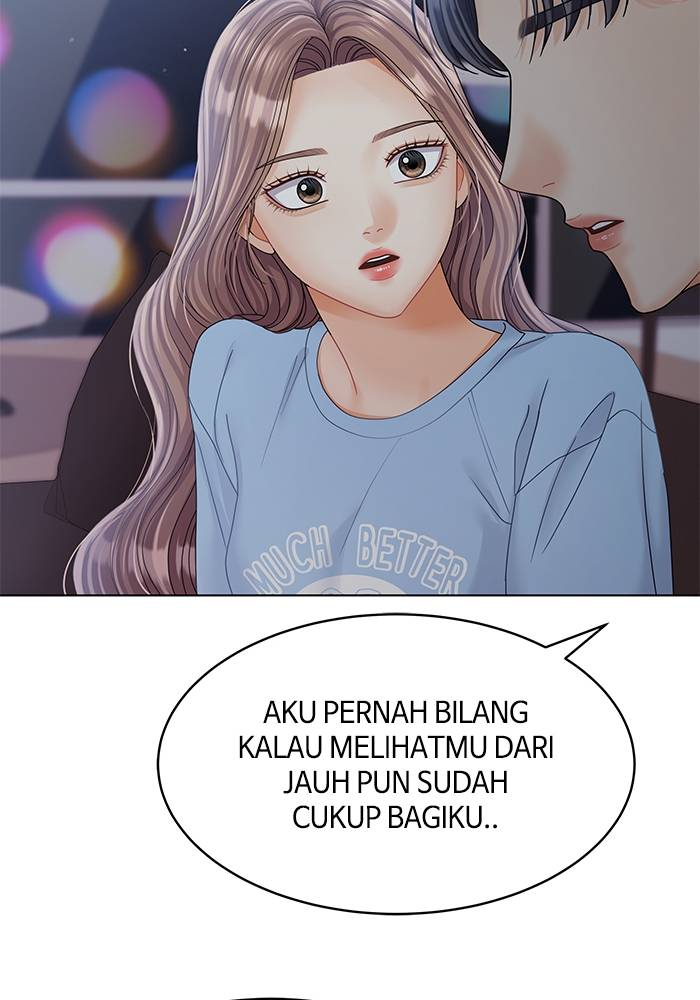 MUCH BETTER
AKU PERNAH BILANG
KALAU MELIHATMU DARI
JAUH PUN SUDAH
CUKUP BAGIKU..